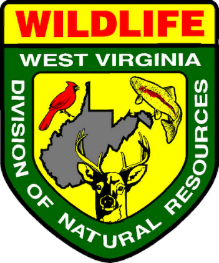 WILDLIFE
WEST VIRGINIA
DIVISION OF NATURAL RESOURCES